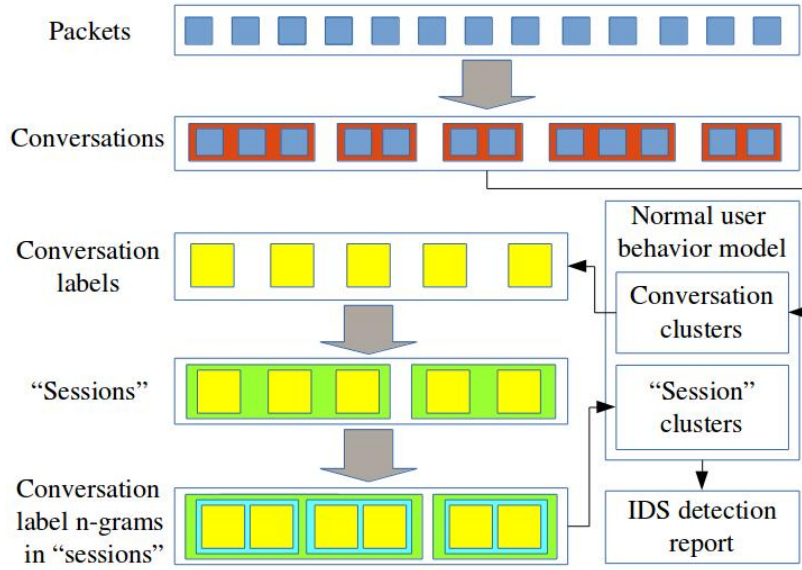 Packets
Conversations
Normal user
behavior model
Conversation
labels
Conversation
clusters
“Sessions”
“Session”
clusters
Conversation
label n-grams
in “sessions”
IDS detection
report